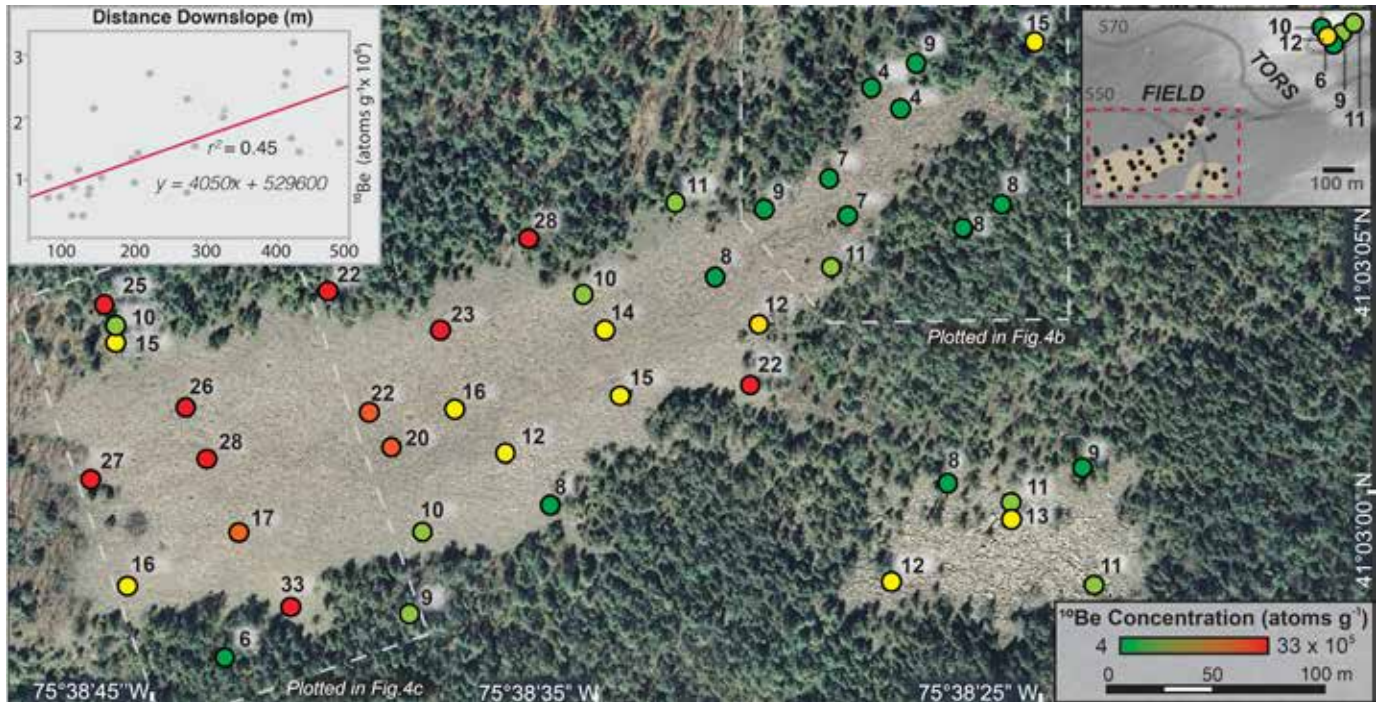 Distance Downslope (m)
3
2
1
r² = 0.45
y = 4050x + 529600
100 200 300 400 500
¹⁰Be (atoms g⁻¹x 10⁶)
15
9
4
4
10
12
6
9
11
570
550
TORS
FIELD
100 m
7
7
9
11
8
8
28
11
8
10
25
10
15
22
23
14
12
Plotted in Fig.4b
41°03'05" N
22
15
26
22
16
20
12
28
27
8
9
8
11
13
41°03'00" N
17
10
16
33
9
6
12
11
¹⁰Be Concentration (atoms g⁻¹)
4 33 x 10⁵
0 50 100 m
75°38'45"W
Plotted in Fig.4c
75°38'35" W
75°38'25" W